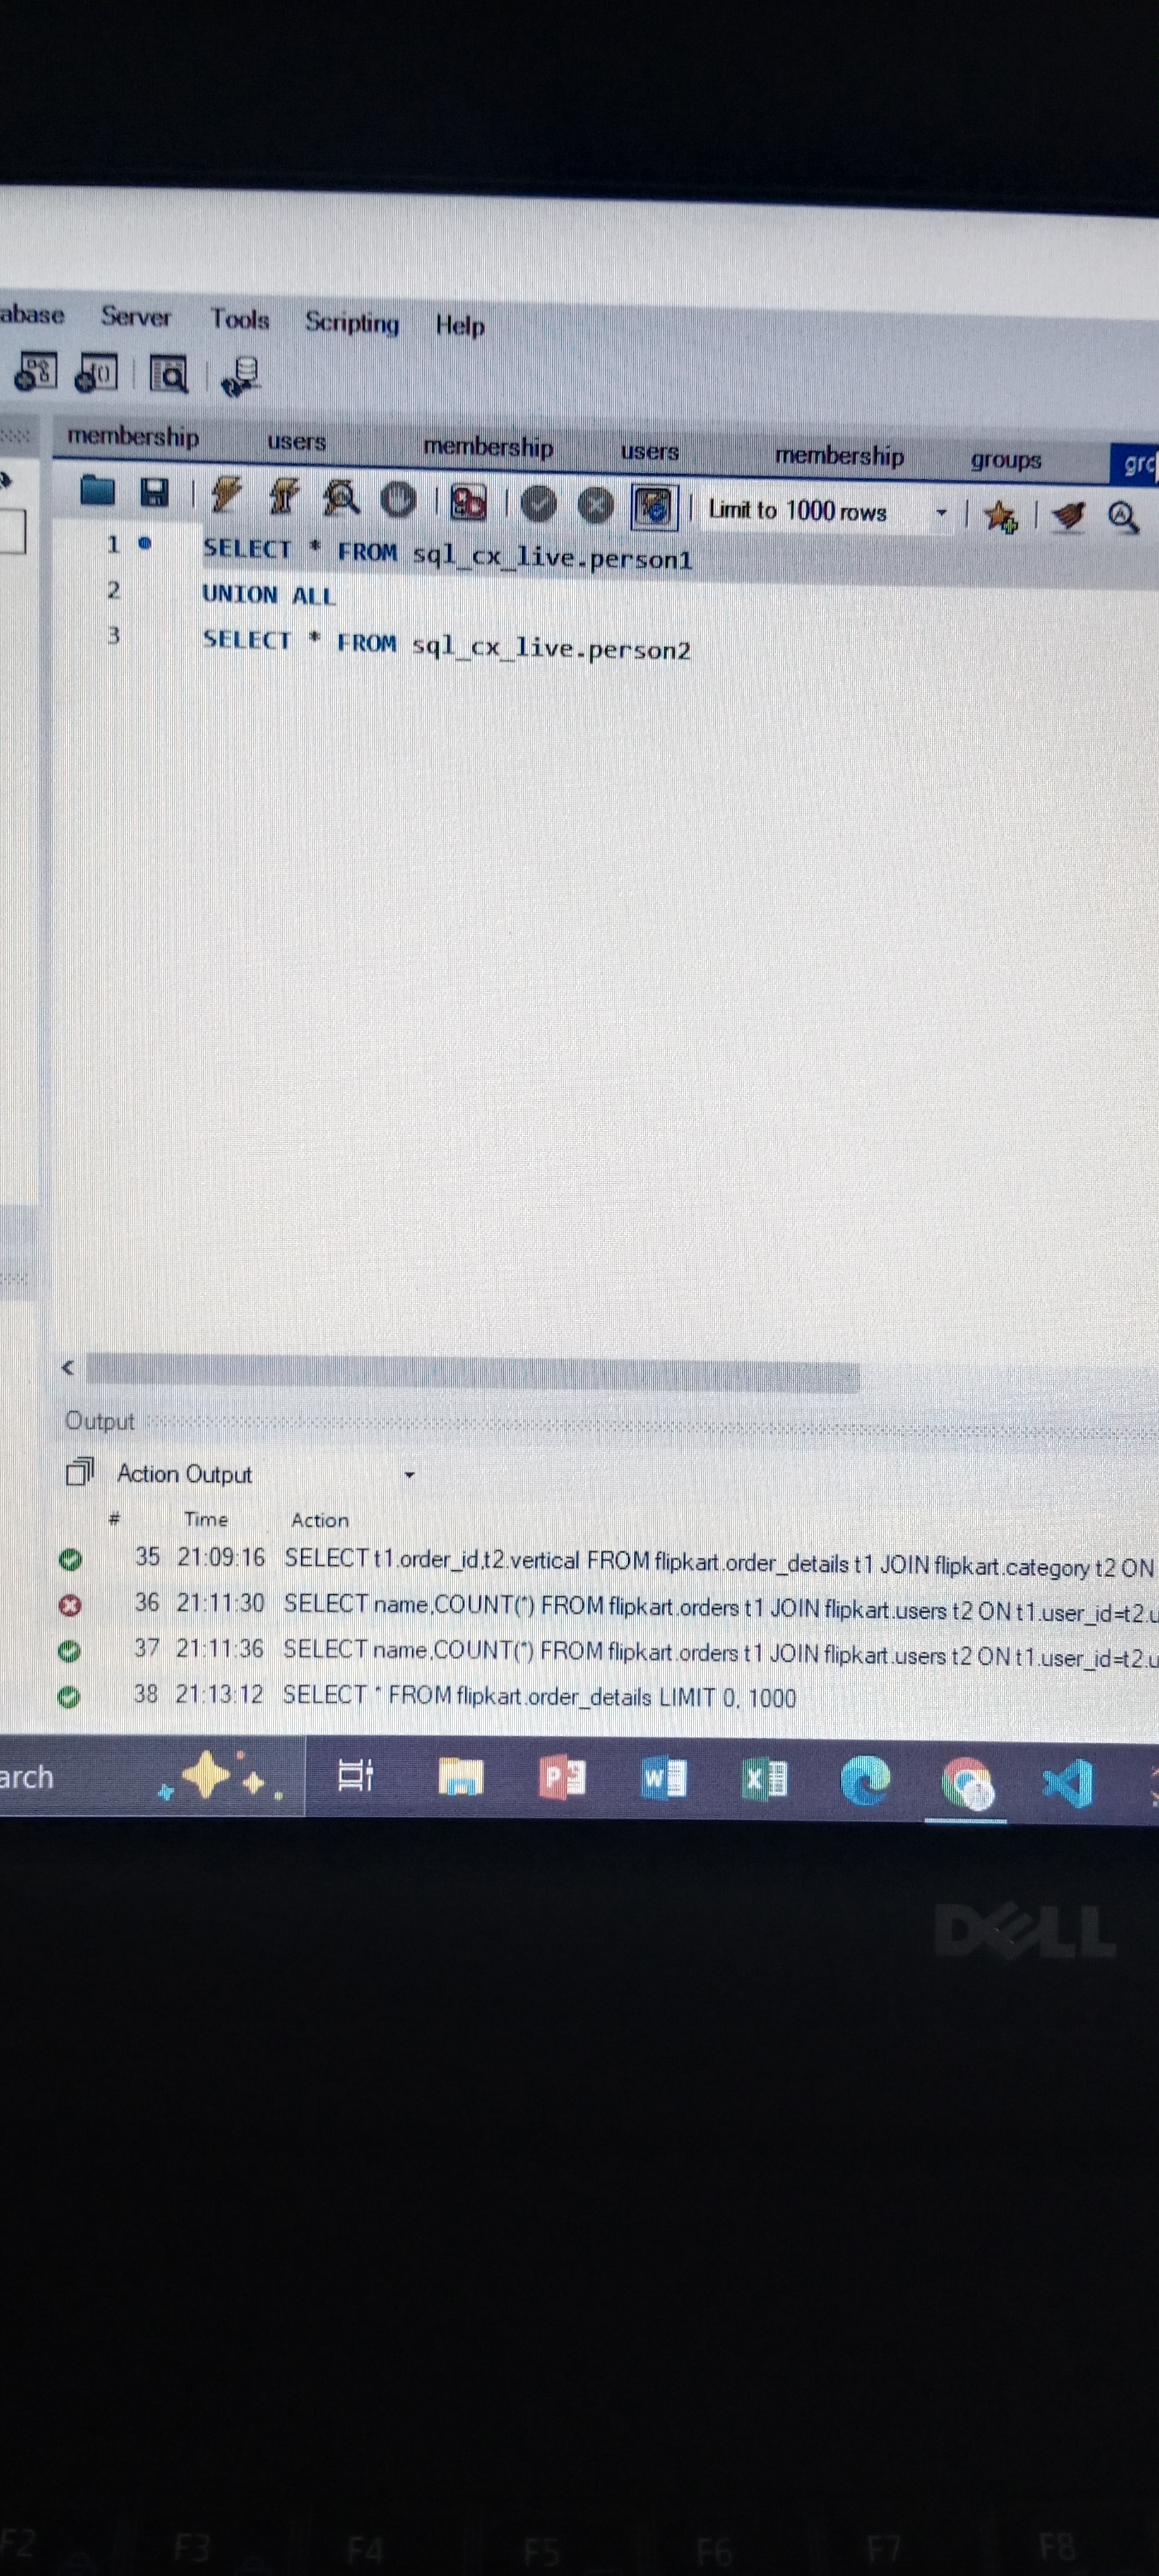 abase Server Tools Scripting Help
membership users membership users membership groups grc
Limit to 1000 rows
1 SELECT * FROM sql_cx_live.person1
2 UNION ALL
3 SELECT * FROM sql_cx_live.person2
Output
Action Output
# Time Action
35 21:09:16 SELECT t1.order_id,t2.vertical FROM flipkart.order_details t1 JOIN flipkart.category t2 ON
36 21:11:30 SELECT name,COUNT(*) FROM flipkart.orders t1 JOIN flipkart.users t2 ON t1.user_id=t2.u
37 21:11:36 SELECT name,COUNT(*) FROM flipkart.orders t1 JOIN flipkart.users t2 ON t1.user_id=t2.u
38 21:13:12 SELECT * FROM flipkart.order_details LIMIT 0, 1000
arch
DELL
F2 F3 F4 F5 F6 F7 F8